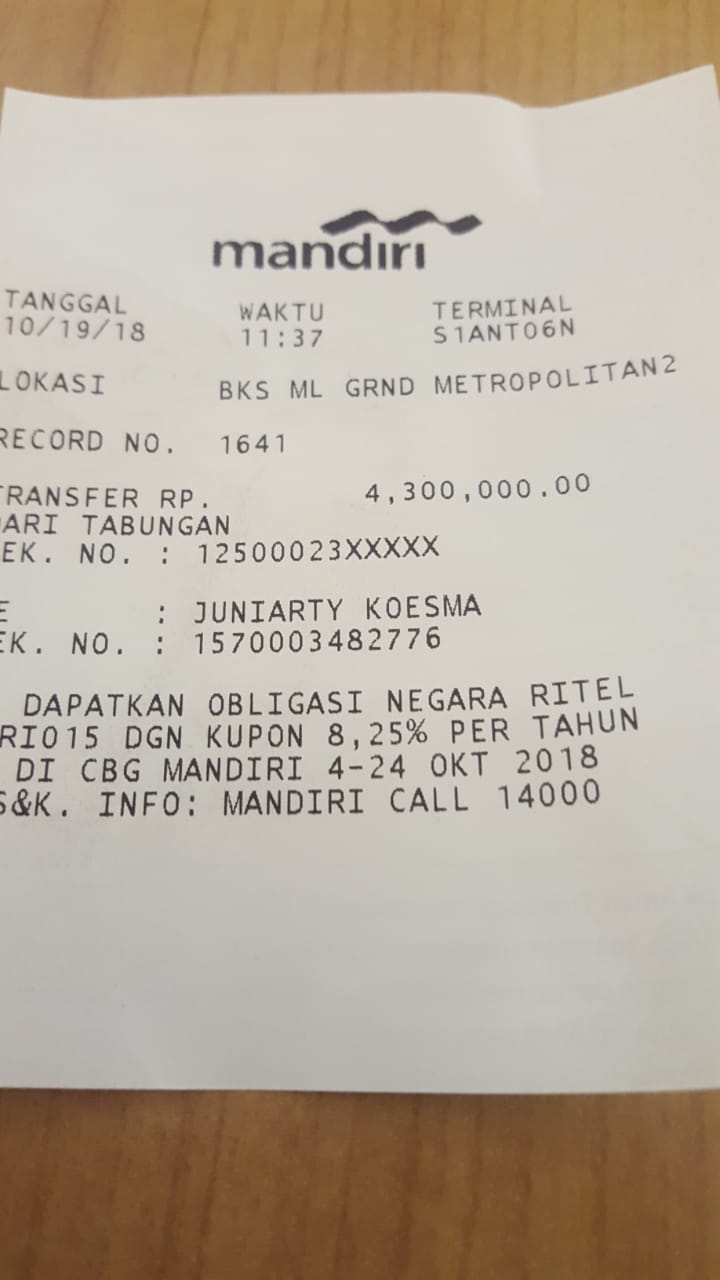 mandırı
TANGGAL WAKTU TERMINAL
10/19/18 11:37 S1ANT06N
LOKASI BKS ML GRND METROPOLITAN2
RECORD NO. 1641
TRANSFER RP. 4,300,000.00
ARI TABUNGAN
EK. NO. : 12500023XXXXX
E : JUNIARTY KOESMA
EK. NO. : 1570003482776
DAPATKAN OBLIGASI NEGARA RITEL
RI015 DGN KUPON 8,25% PER TAHUN
DI CBG MANDIRI 4-24 OKT 2018
S&K. INFO: MANDIRI CALL 14000